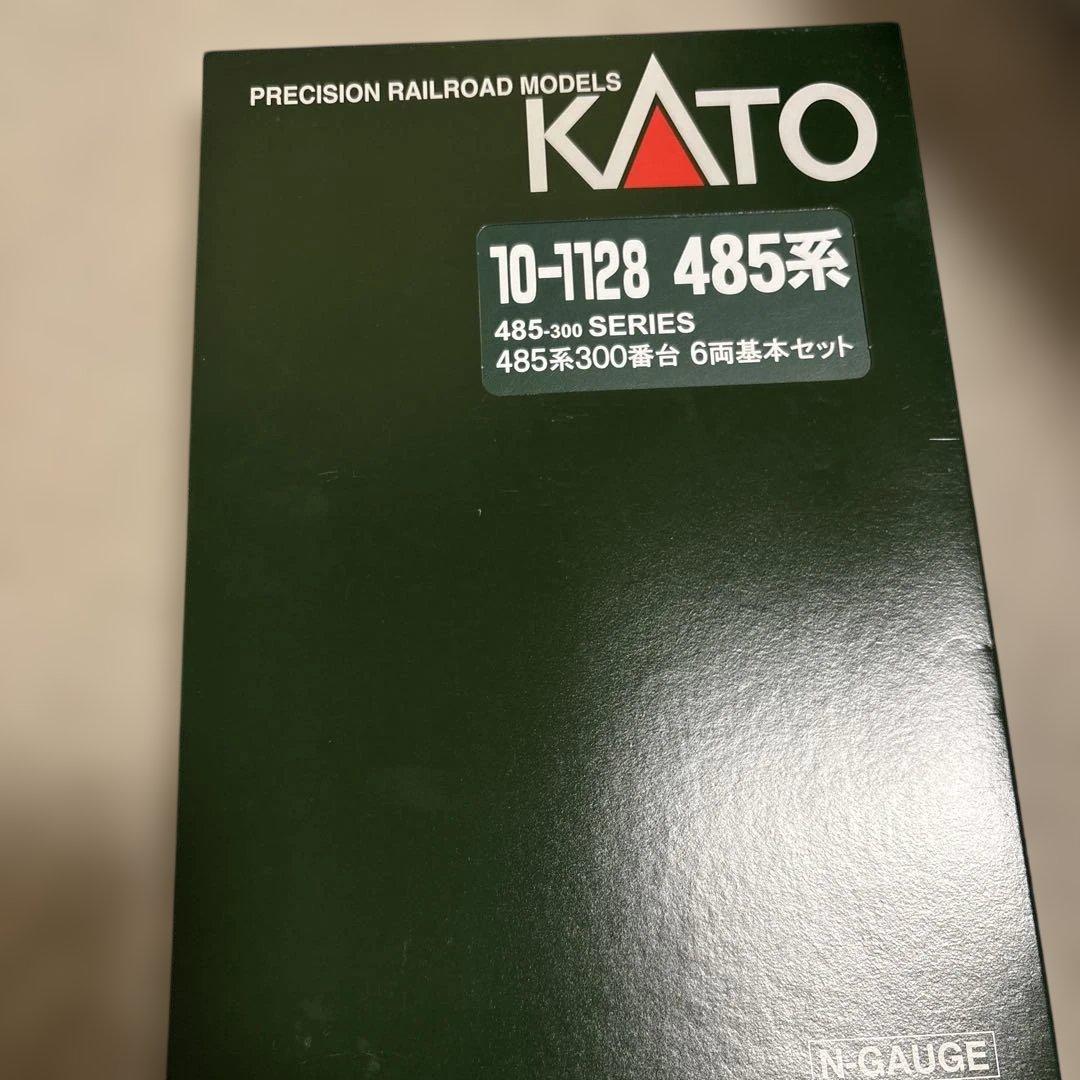 PRECISION RAILROAD MODELS
KATO
10-1128 485系
485-300 SERIES
485系300番台 6両基本セット
N-GAUGE